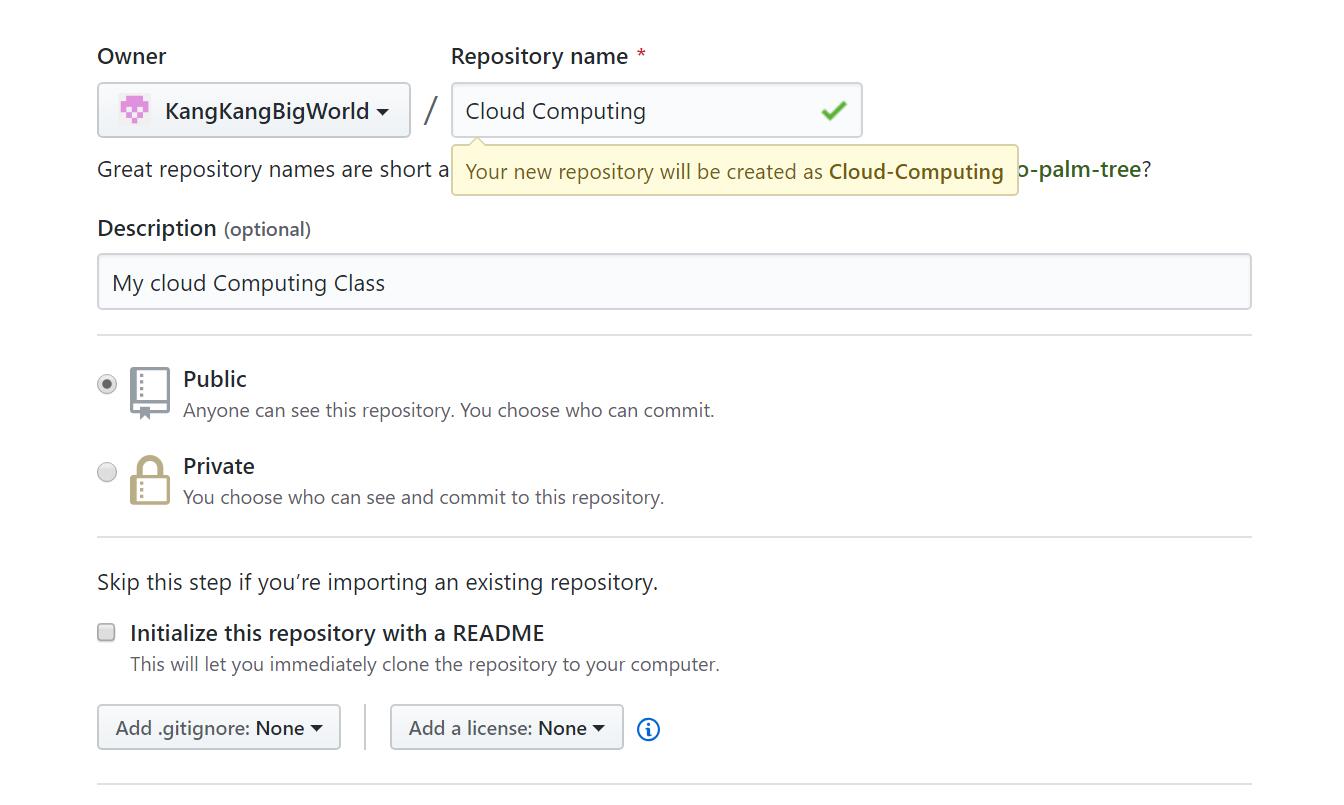 Owner
Repository name *
KangKangBigWorld / Cloud Computing
Great repository names are short a
Your new repository will be created as Cloud-Computing
o-palm-tree?
Description (optional)
My cloud Computing Class
Public
Anyone can see this repository. You choose who can commit.
Private
You choose who can see and commit to this repository.
Skip this step if you’re importing an existing repository.
Initialize this repository with a README
This will let you immediately clone the repository to your computer.
Add .gitignore: None
Add a license: None